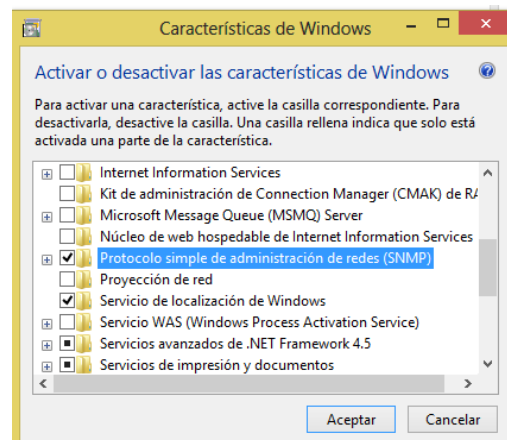 Características de Windows
Activar o desactivar las características de Windows
Para activar una característica, active la casilla correspondiente. Para
desactivarla, desactive la casilla. Una casilla rellena indica que solo está
activada una parte de la característica.
Internet Information Services
Kit de administración de Connection Manager (CMAK) de
Microsoft Message Queue (MSMQ) Server
Núcleo de web hospedable de Internet Information Services
Protocolo simple de administración de redes (SNMP)
Proyección de red
Servicio de localización de Windows
Servicio WAS (Windows Process Activation Service)
Servicios avanzados de .NET Framework 4.5
Servicios de impresión y documentos
Aceptar
Cancelar